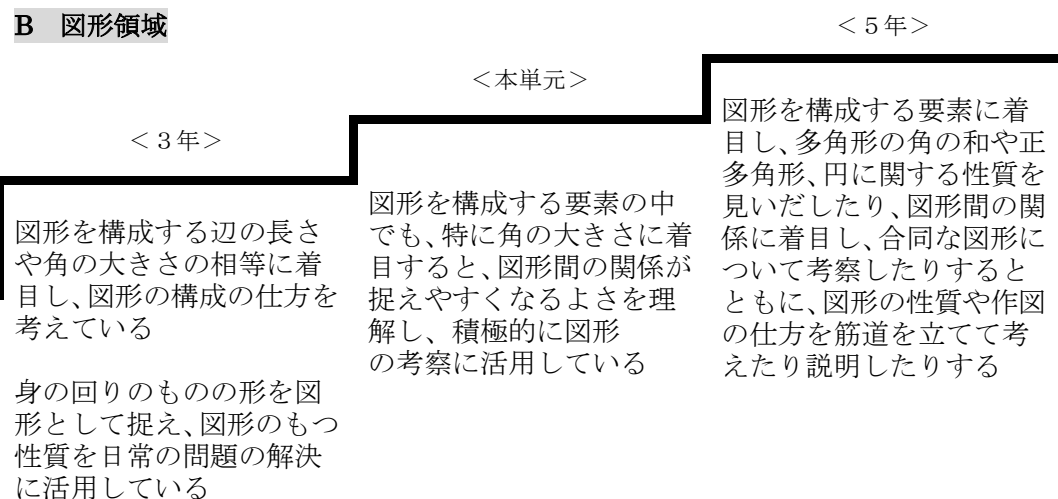 B 図形領域
＜３年＞
図形を構成する辺の長さ
や角の大きさの相等に着
目し、図形の構成の仕方を
考えている
身の回りのものの形を図
形として捉え、図形のもつ
性質を日常の問題の解決
に活用している
＜本単元＞
図形を構成する要素の中
でも、特に角の大きさに着
目すると、図形間の関係が
捉えやすくなるよさを理
解し、積極的に図形
の考察に活用している
＜５年＞
図形を構成する要素に着
目し、多角形の角の和や正
多角形、円に関する性質を
見いだしたり、図形間の関
係に着目し、合同な図形に
ついて考察したりすると
ともに、図形の性質や作図
の仕方を筋道を立てて考
えたり説明したりする